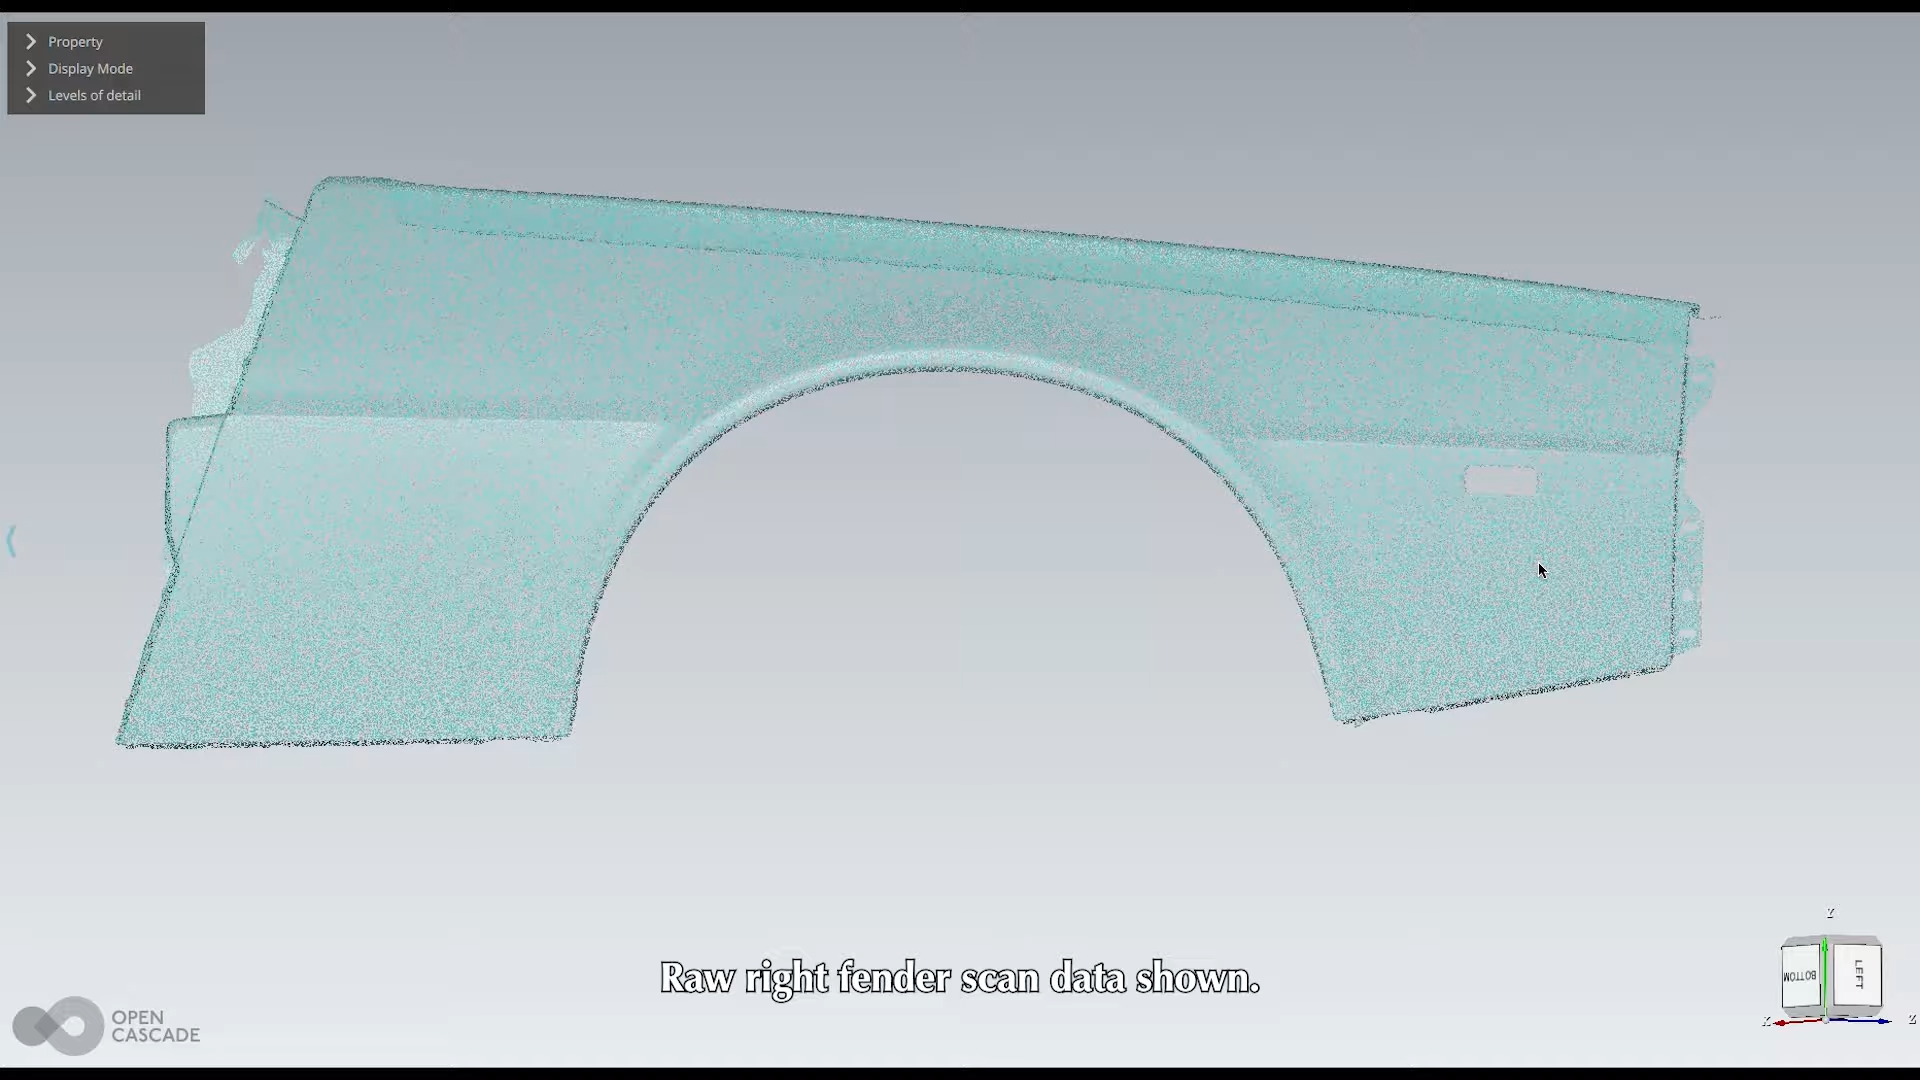 Property
Display Mode
Levels of detail
Raw right fender scan data shown.
OPEN
CASCADE
Y
BOTTOM
LEFT
X
Z